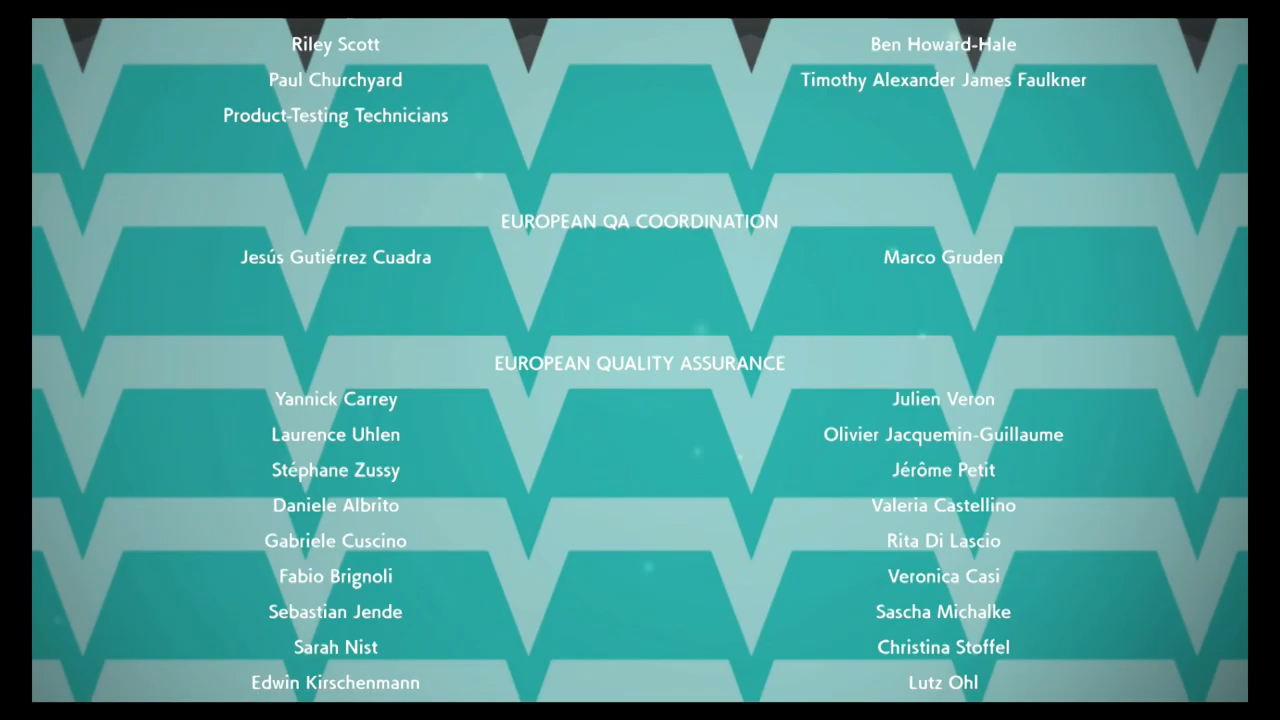 Riley Scott Ben Howard-Hale
Paul Churchyard Timothy Alexander James Faulkner
Product-Testing Technicians
EUROPEAN QA COORDINATION
Jesús Gutiérrez Cuadra Marco Gruden
EUROPEAN QUALITY ASSURANCE
Yannick Carrey Julien Veron
Laurence Uhlen Olivier Jacquemin-Guillaume
Stéphane Zussy Jérôme Petit
Daniele Albrito Valeria Castellino
Gabriele Cuscino Rita Di Lascio
Fabio Brignoli Veronica Casi
Sebastian Jende Sascha Michalke
Sarah Nist Christina Stoffel
Edwin Kirschenmann Lutz Ohl